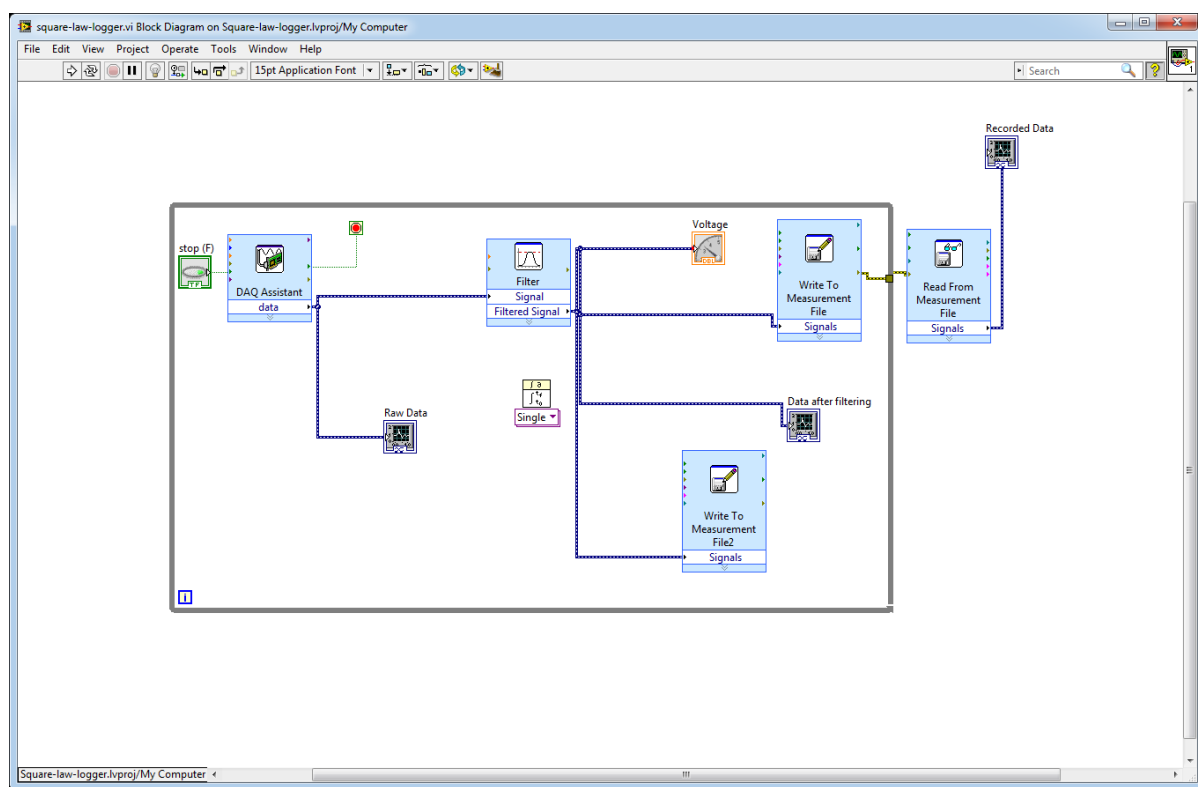 square-law-logger.vi Block Diagram on Square-law-logger.lvproj/My Computer
File Edit View Project Operate Tools Window Help
15pt Application Font
Search
1
Recorded Data
stop (F)
TF
DAQ Assistant
data
Filter
Signal
Filtered Signal
Voltage
DBL
Write To
Measurement
File
Signals
Read From
Measurement
File
Signals
Single
Raw Data
Data after filtering
Write To
Measurement
File2
Signals
i
Square-law-logger.lvproj/My Computer